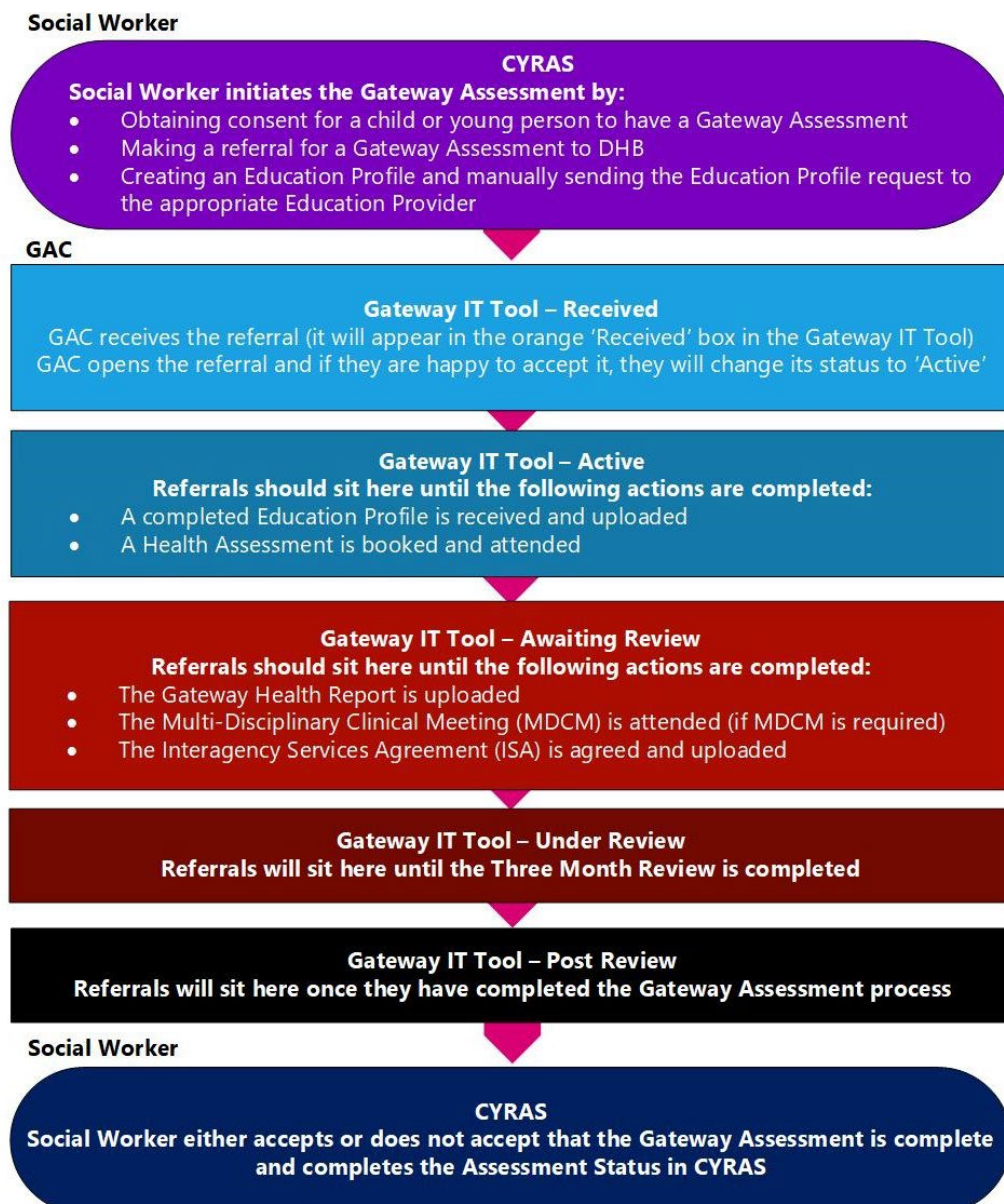 Social Worker
CYRAS
Social Worker initiates the Gateway Assessment by:
• Obtaining consent for a child or young person to have a Gateway Assessment
• Making a referral for a Gateway Assessment to DHB
• Creating an Education Profile and manually sending the Education Profile request to
the appropriate Education Provider
GAC
Gateway IT Tool – Received
GAC receives the referral (it will appear in the orange ‘Received’ box in the Gateway IT Tool)
GAC opens the referral and if they are happy to accept it, they will change its status to ‘Active’
Gateway IT Tool – Active
Referrals should sit here until the following actions are completed:
• A completed Education Profile is received and uploaded
• A Health Assessment is booked and attended
Gateway IT Tool – Awaiting Review
Referrals should sit here until the following actions are completed:
• The Gateway Health Report is uploaded
• The Multi-Disciplinary Clinical Meeting (MDCM) is attended (if MDCM is required)
• The Interagency Services Agreement (ISA) is agreed and uploaded
Gateway IT Tool – Under Review
Referrals will sit here until the Three Month Review is completed
Gateway IT Tool – Post Review
Referrals will sit here once they have completed the Gateway Assessment process
Social Worker
CYRAS
Social Worker either accepts or does not accept that the Gateway Assessment is complete
and completes the Assessment Status in CYRAS